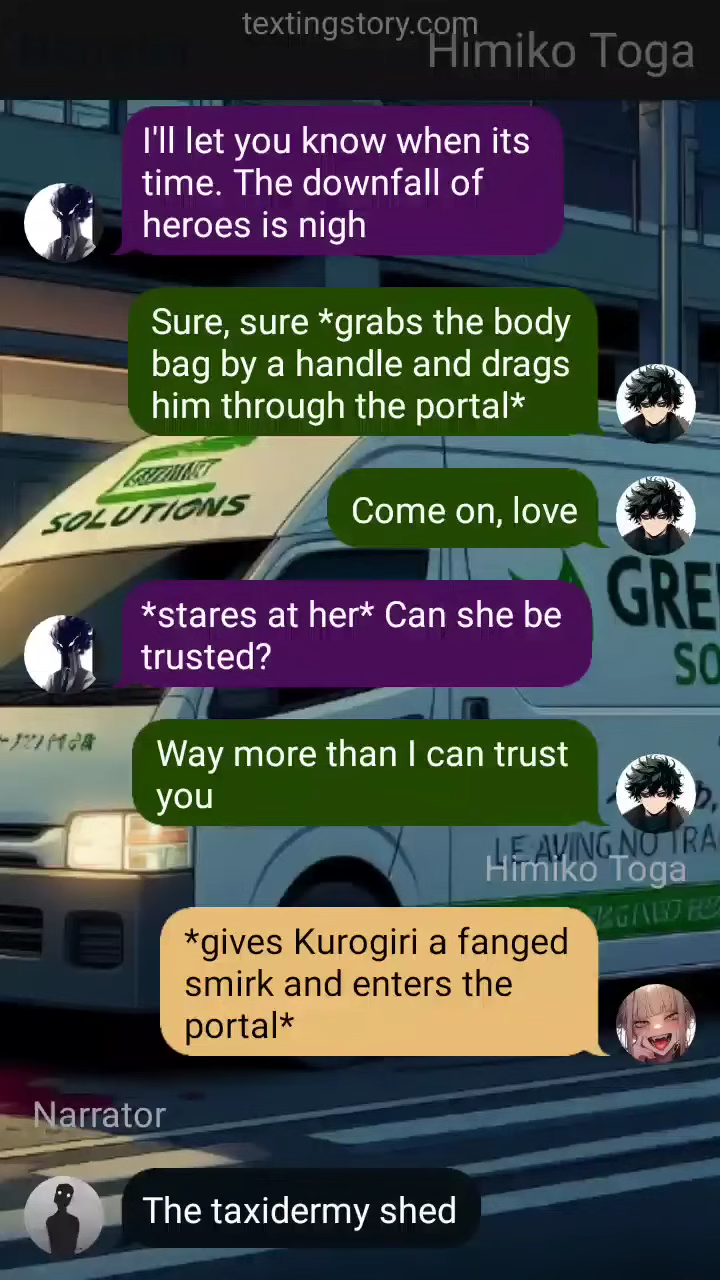 textingstory.com
Himiko Toga
I'll let you know when its
time. The downfall of
heroes is nigh
Sure, sure *grabs the body
bag by a handle and drags
him through the portal*
SOLUTIONS
Come on, love
GRE
SO
*stares at her* Can she be
trusted?
Way more than I can trust
you
LEAVING NO TRA
Himiko Toga
*gives Kurogiri a fanged
smirk and enters the
portal*
Narrator
The taxidermy shed